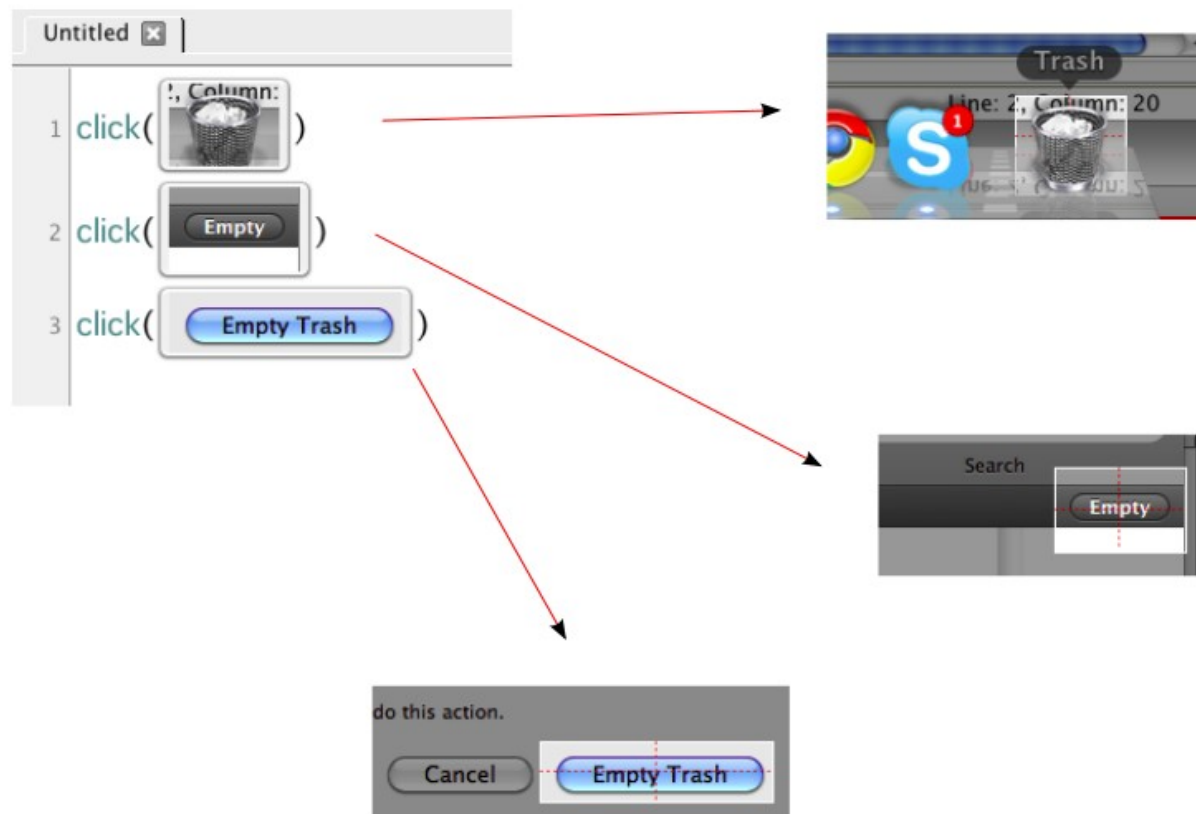 Untitled
, Column:
1 click( )
2 click( Empty )
3 click( Empty Trash )
Trash
Line: 2, Column: 20
S 1
Search
Empty
do this action.
Cancel
Empty Trash